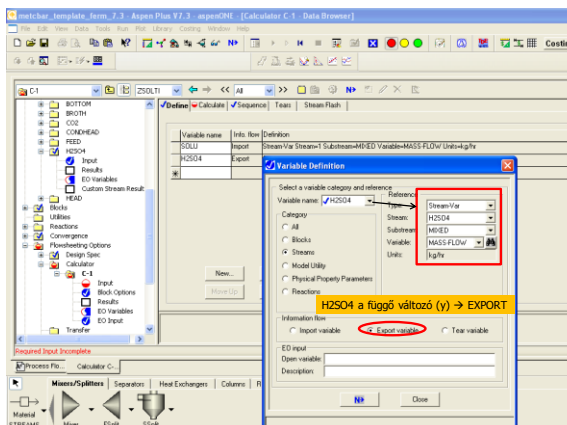 metcbar_template_ferm_7.3 - Aspen Plus V7.3 - aspenONE - [Calculator C-1 - Data Browser]
File Edit View Data Tools Run Plot Library Costing Window Help
Costin
C-1 ZSOLTI All N>
BOTTOM
BROTH
CO2
CONDHEAD
FEED
H2SO4
Input
Results
EO Variables
Custom Stream Result
HEAD
Blocks
Utilities
Reactions
Convergence
Flowsheeting Options
Design Spec
Calculator
C-1
Input
Block Options
Results
EO Variables
EO Input
Transfer
Define Calculate Sequence Tears Stream Flash
Variable name Info. flow Definition
SOLU Import Stream-Var Stream=1 Substream=MIXED Variable=MASS-FLOW Units=kg/hr
H2SO4 Export
New...
Move Up
Variable Definition
Select a variable category and reference
Variable name: H2SO4
Category
All
Blocks
Streams
Model Utility
Physical Property Parameters
Reactions
Reference
Type: Stream-Var
Stream: H2SO4
Substream: MIXED
Variable: MASS-FLOW
Units: kg/hr
H2SO4 a függő változó (y) → EXPORT
Information flow
Import variable Export variable Tear variable
EO input
Open variable:
Description:
N> Close
Required Input Incomplete
Process Flo... Calculator C-...
Mixers/Splitters Separators Heat Exchangers Columns R
Material
STREAMS Mixer FSplit SSplit